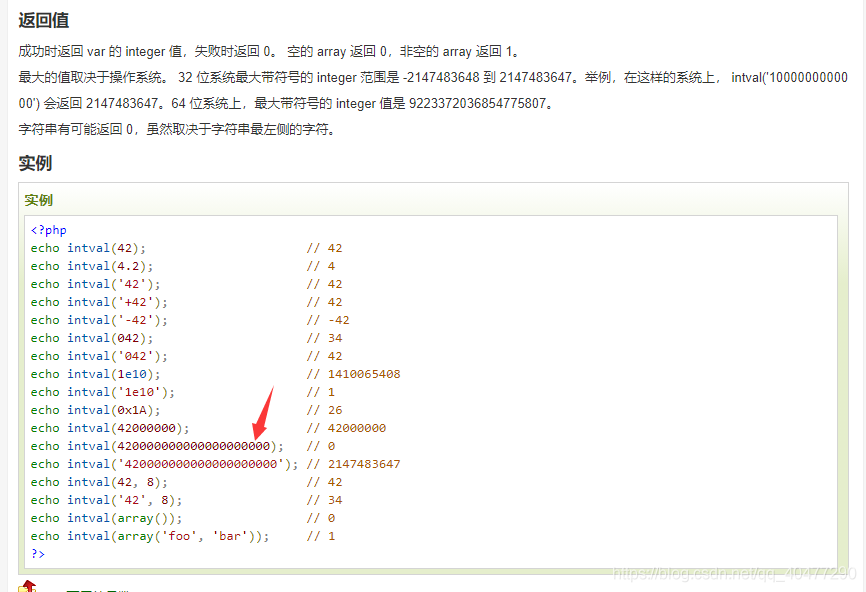 返回值
成功时返回 var 的 integer 值，失败时返回 0。 空的 array 返回 0，非空的 array 返回 1。
最大的值取决于操作系统。 32 位系统最大带符号的 integer 范围是 -2147483648 到 2147483647。举例，在这样的系统上， intval('10000000000
00') 会返回 2147483647。64 位系统上，最大带符号的 integer 值是 9223372036854775807。
字符串有可能返回 0，虽然取决于字符串最左侧的字符。
实例
实例
<?php
echo intval(42); // 42
echo intval(4.2); // 4
echo intval('42'); // 42
echo intval('+42'); // 42
echo intval('-42'); // -42
echo intval(042); // 34
echo intval('042'); // 42
echo intval(1e10); // 1410065408
echo intval('1e10'); // 1
echo intval(0x1A); // 26
echo intval(42000000); // 42000000
echo intval(420000000000000000000); // 0
echo intval('420000000000000000000'); // 2147483647
echo intval(42, 8); // 42
echo intval('42', 8); // 34
echo intval(array()); // 0
echo intval(array('foo', 'bar')); // 1
?>
https://blog.csdn.net/qq_40477290